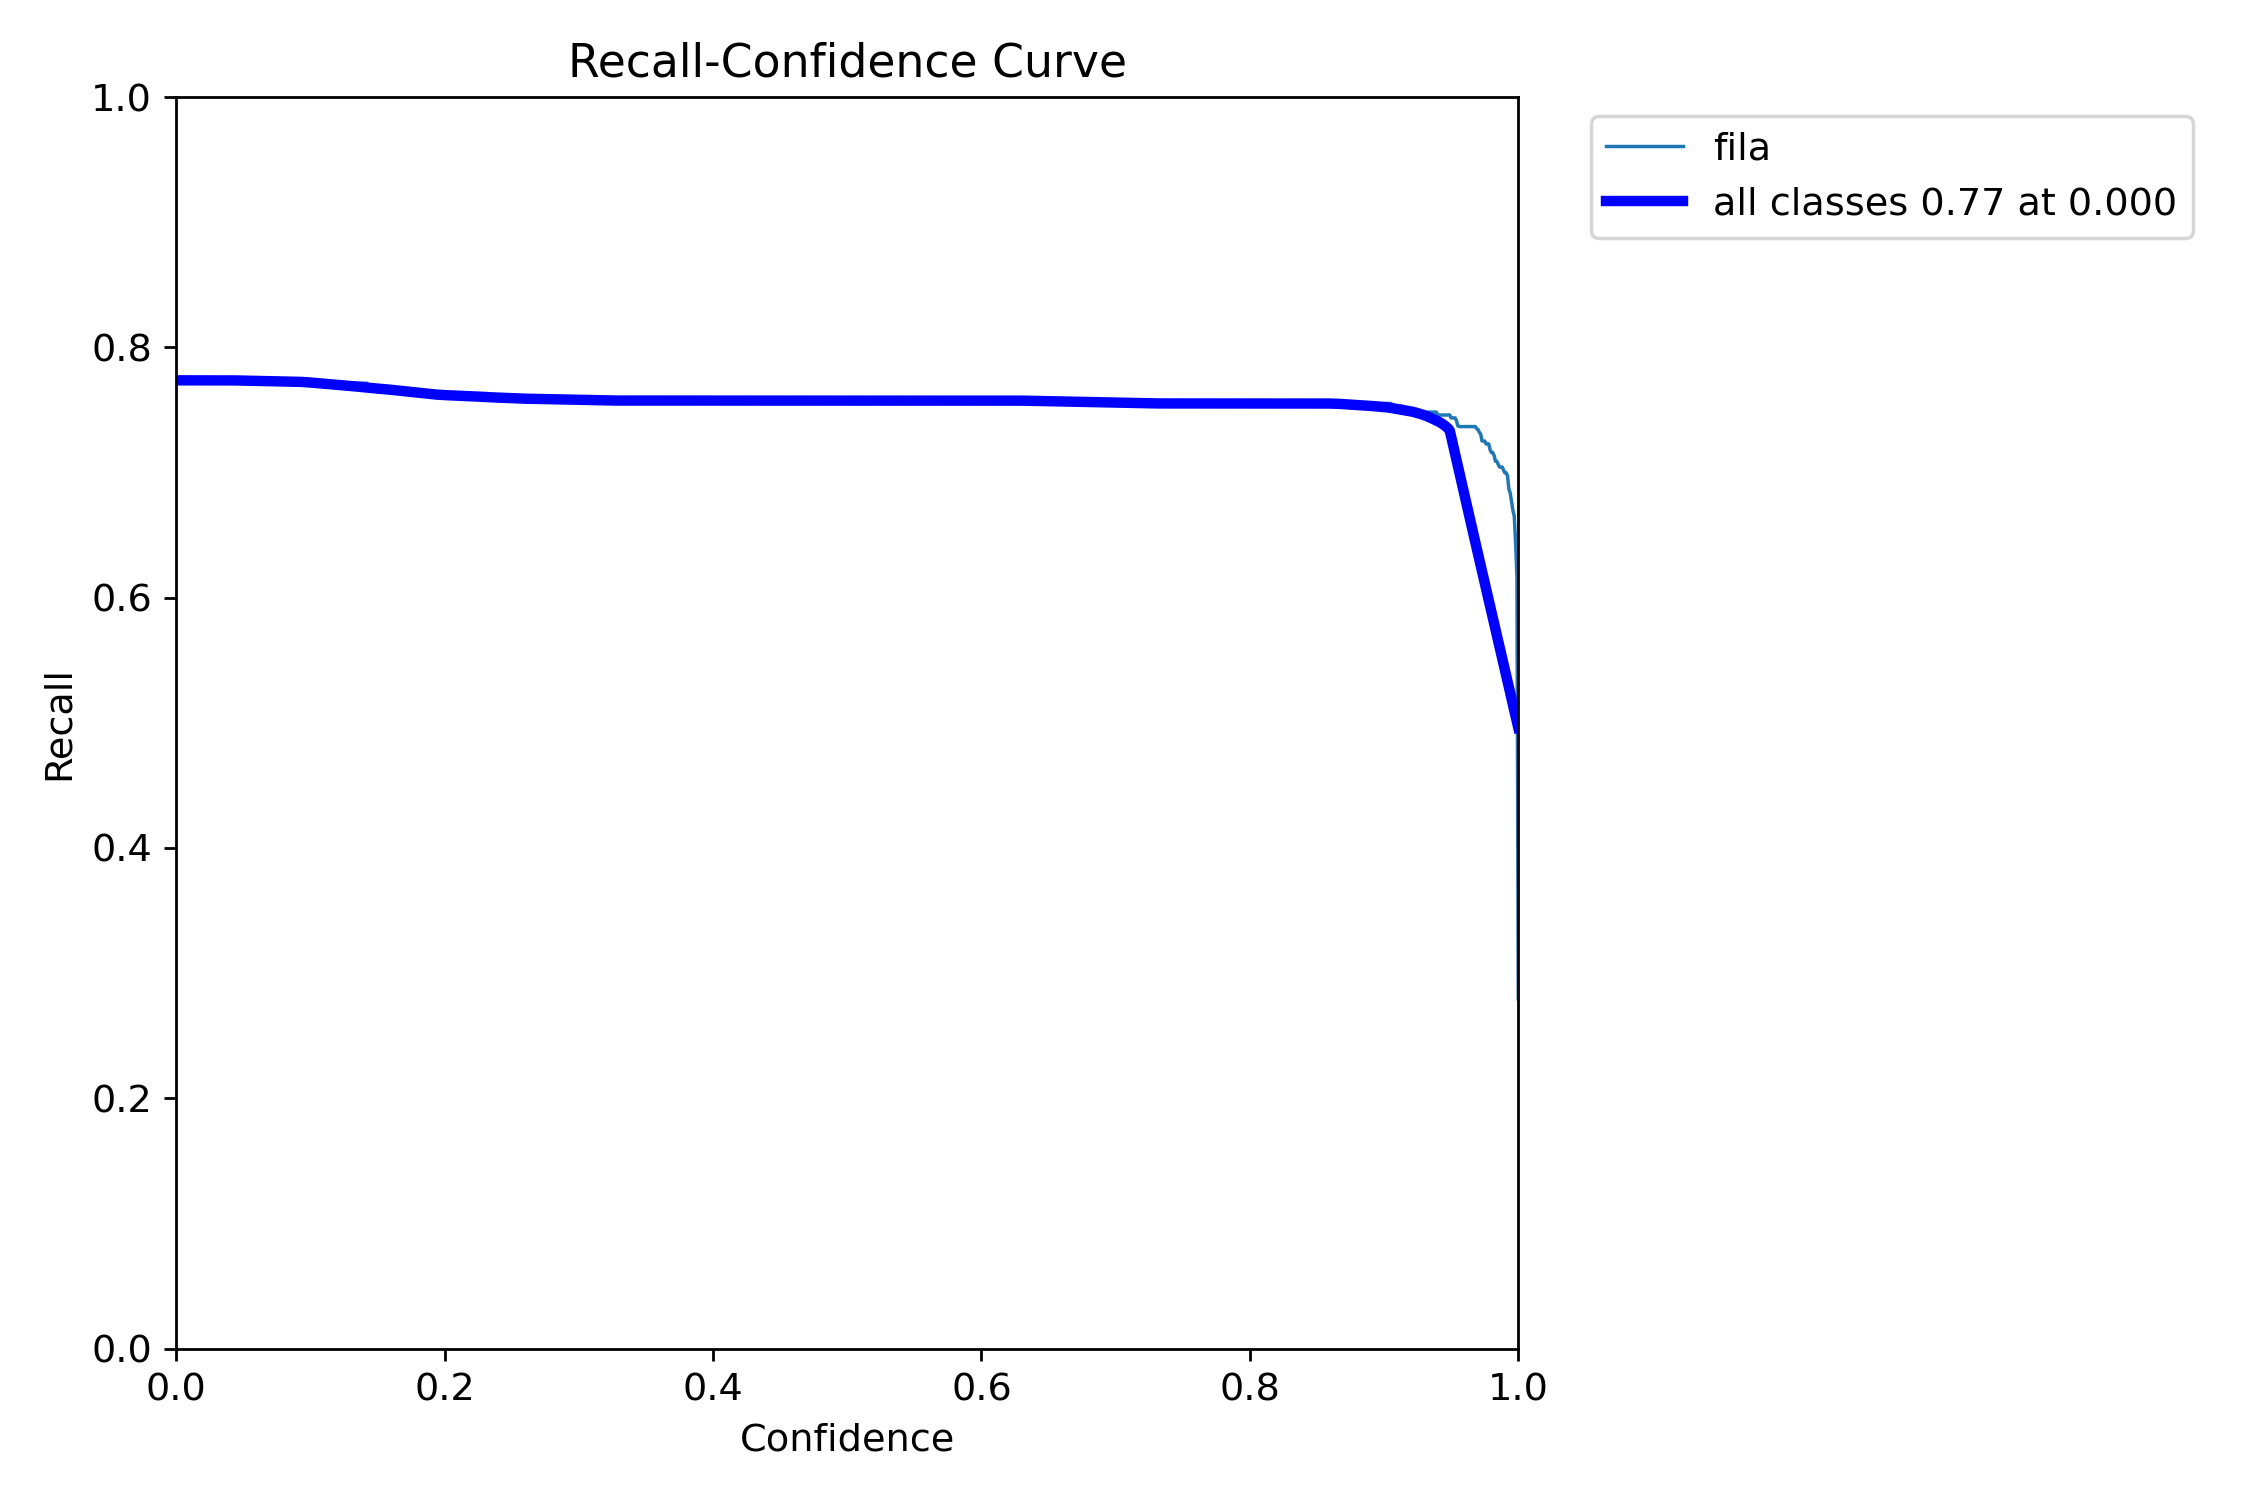 Recall-Confidence Curve
1.0
0.8
0.6
0.4
0.2
0.0
Recall
0.0 0.2 0.4 0.6 0.8 1.0
Confidence
fila
all classes 0.77 at 0.000